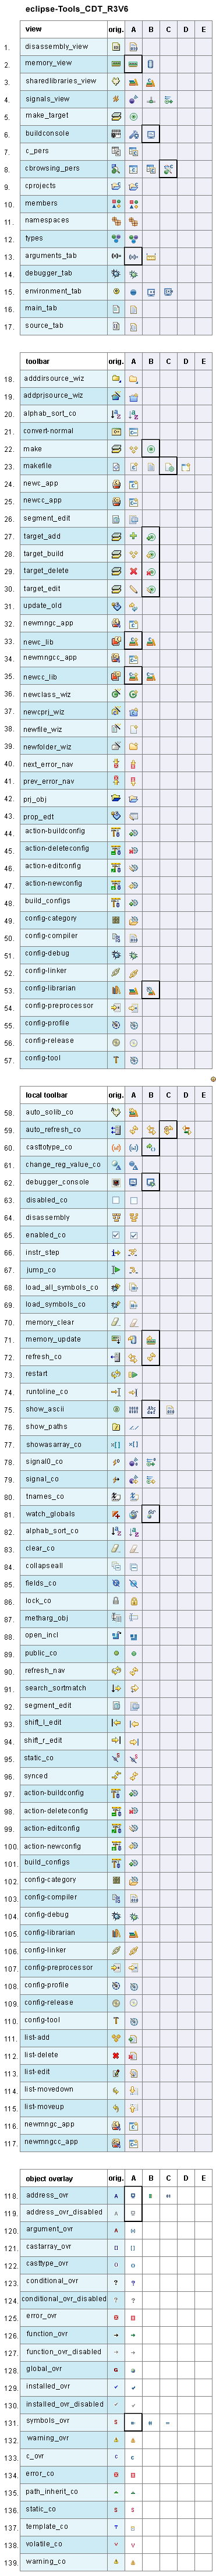 eclipse-Tools_CDT_R3V6
view orig. A B C D E
1. disassembly_view
2. memory_view
3. sharedlibraries_view
4. signals_view
5. make_target
6. buildconsole
7. c_pers
8. cbrowsing_pers
9. cprojects
10. members
11. namespaces
12. types
13. arguments_tab
14. debugger_tab
15. environment_tab
16. main_tab
17. source_tab
toolbar orig. A B C D E
18. adddirsource_wiz
19. addprjsource_wiz
20. alphab_sort_co
21. convert-normal
22. make
23. makefile
24. newc_app
25. newcc_app
26. segment_edit
27. target_add
28. target_build
29. target_delete
30. target_edit
31. update_old
32. newmngc_app
33. newc_lib
34. newmngcc_app
35. newcc_lib
36. newclass_wiz
37. newcprj_wiz
38. newfile_wiz
39. newfolder_wiz
40. next_error_nav
41. prev_error_nav
42. prj_obj
43. prop_edt
44. action-buildconfig
45. action-deleteconfig
46. action-editconfig
47. action-newconfig
48. build_configs
49. config-category
50. config-compiler
51. config-debug
52. config-linker
53. config-librarian
54. config-preprocessor
55. config-profile
56. config-release
57. config-tool
local toolbar orig. A B C D E
58. auto_solib_co
59. auto_refresh_co
60. casttotype_co
61. change_reg_value_co
62. debugger_console
63. disabled_co
64. disassembly
65. enabled_co
66. instr_step
67. jump_co
68. load_all_symbols_co
69. load_symbols_co
70. memory_clear
71. memory_update
72. refresh_co
73. restart
74. runtoline_co
75. show_ascii
76. show_paths
77. showasarray_co
78. signal0_co
79. signal_co
80. tnames_co
81. watch_globals
82. alphab_sort_co
83. clear_co
84. collapseall
85. fields_co
86. lock_co
87. metharg_obj
88. open_incl
89. public_co
90. refresh_nav
91. search_sortmatch
92. segment_edit
93. shift_l_edit
94. shift_r_edit
95. static_co
96. synced
97. action-buildconfig
98. action-deleteconfig
99. action-editconfig
100. action-newconfig
101. build_configs
102. config-category
103. config-compiler
104. config-debug
105. config-librarian
106. config-linker
107. config-preprocessor
108. config-profile
109. config-release
110. config-tool
111. list-add
112. list-delete
113. list-edit
114. list-movedown
115. list-moveup
116. newmngc_app
117. newmngcc_app
object overlay orig. A B C D E
118. address_ovr
119. address_ovr_disabled
120. argument_ovr
121. castarray_ovr
122. casttype_ovr
123. conditional_ovr
124. conditional_ovr_disabled
125. error_ovr
126. function_ovr
127. function_ovr_disabled
128. global_ovr
129. installed_ovr
130. installed_ovr_disabled
131. symbols_ovr
132. warning_ovr
133. c_ovr
134. error_co
135. path_inherit_co
136. static_co
137. template_co
138. volatile_co
139. warning_co